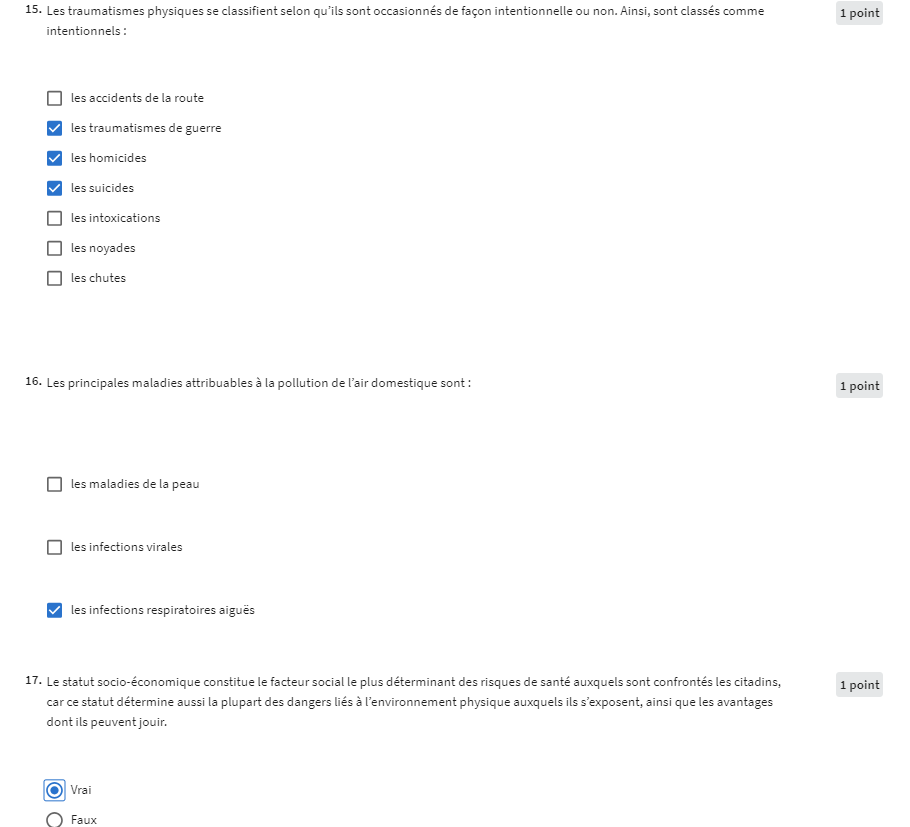 15. Les traumatismes physiques se classifient selon qu'ils sont occasionnés de façon intentionnelle ou non. Ainsi, sont classés comme
intentionnels :
1 point
les accidents de la route
les traumatismes de guerre
les homicides
les suicides
les intoxications
les noyades
les chutes
16. Les principales maladies attribuables à la pollution de l'air domestique sont :
1 point
les maladies de la peau
les infections virales
les infections respiratoires aiguës
17. Le statut socio-économique constitue le facteur social le plus déterminant des risques de santé auxquels sont confrontés les citadins,
car ce statut détermine aussi la plupart des dangers liés à l'environnement physique auxquels ils s'exposent, ainsi que les avantages
dont ils peuvent jouir.
1 point
Vrai
Faux